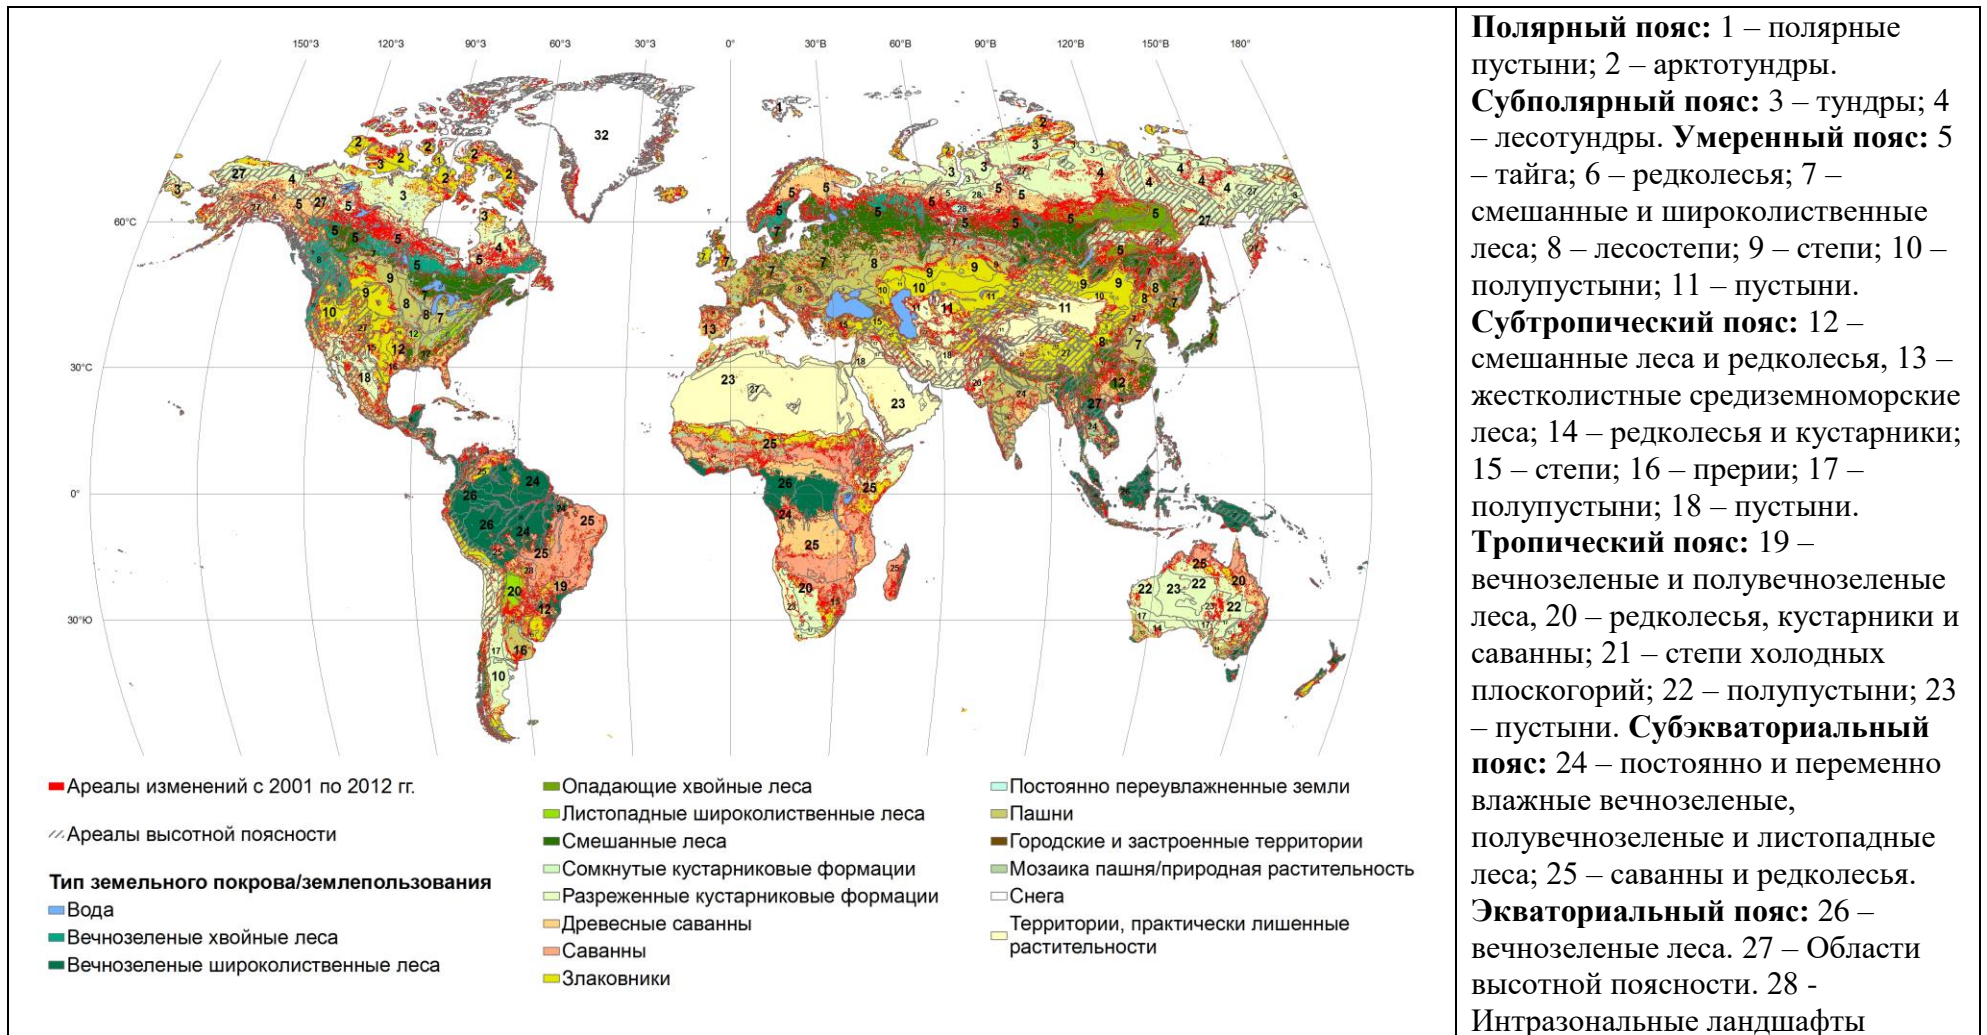 150°З 120°З 90°З 60°З 30°З 0° 30°В 60°В 90°В 120°В 150°В 180°
60°С
30°С
0°
30°Ю
Ареалы изменений с 2001 по 2012 гг.
Ареалы высотной поясности
Тип земельного покрова/землепользования
Вода
Вечнозеленые хвойные леса
Вечнозеленые широколиственные леса
Опадающие хвойные леса
Листопадные широколиственные леса
Смешанные леса
Сомкнутые кустарниковые формации
Разреженные кустарниковые формации
Древесные саванны
Саванны
Злаковники
Постоянно переувлажненные земли
Пашни
Городские и застроенные территории
Мозаика пашня/природная растительность
Снега
Территории, практически лишенные
растительности
Полярный пояс: 1 – полярные
пустыни; 2 – арктотундры.
Субполярный пояс: 3 – тундры; 4
– лесотундры. Умеренный пояс: 5
– тайга; 6 – редколесья; 7 –
смешанные и широколиственные
леса; 8 – лесостепи; 9 – степи; 10 –
полупустыни; 11 – пустыни.
Субтропический пояс: 12 –
смешанные леса и редколесья, 13 –
жестколистные средиземноморские
леса; 14 – редколесья и кустарники;
15 – степи; 16 – прерии; 17 –
полупустыни; 18 – пустыни.
Тропический пояс: 19 –
вечнозеленые и полувечнозеленые
леса, 20 – редколесья, кустарники и
саванны; 21 – степи холодных
плоскогорий; 22 – полупустыни; 23
– пустыни. Субэкваториальный
пояс: 24 – постоянно и переменно
влажные вечнозеленые,
полувечнозеленые и листопадные
леса; 25 – саванны и редколесья.
Экваториальный пояс: 26 –
вечнозеленые леса. 27 – Области
высотной поясности. 28 -
Интразональные ландшафты